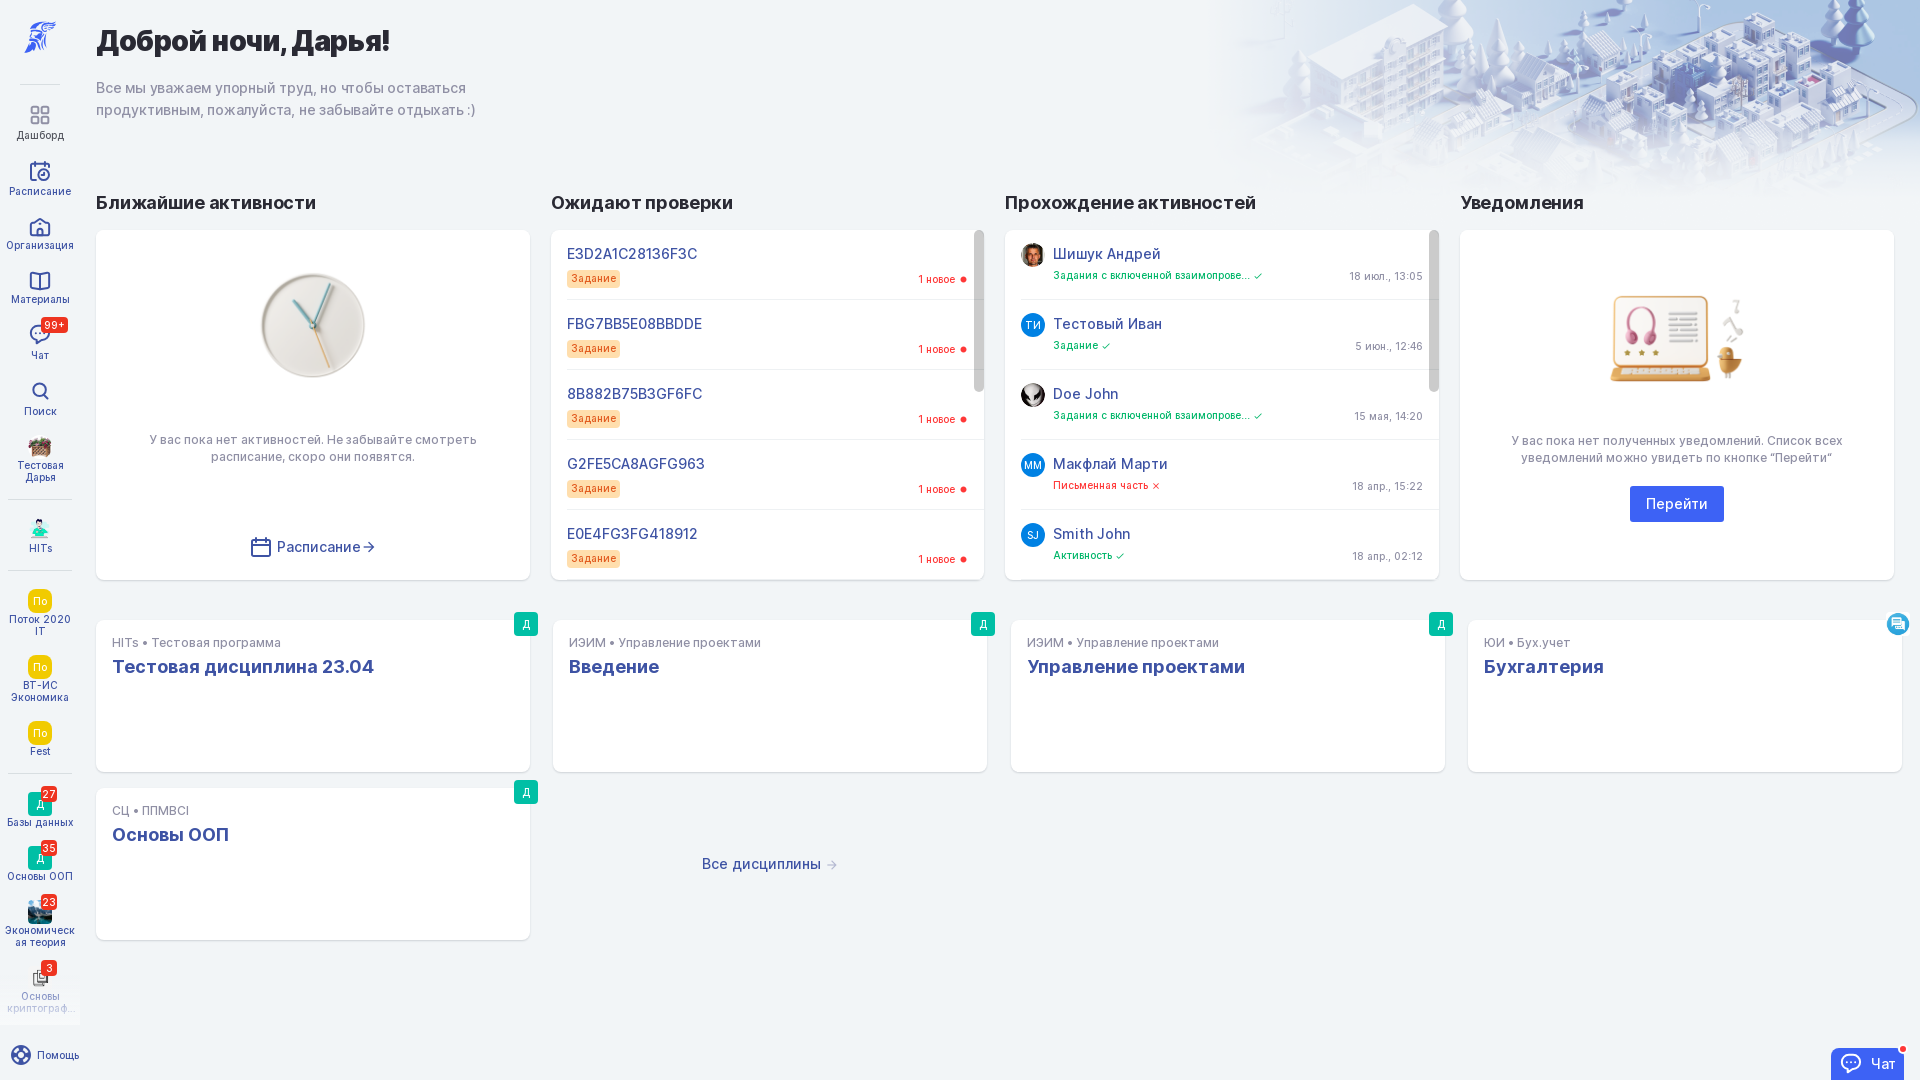 Доброй ночи, Дарья!
Все мы уважаем упорный труд, но чтобы оставаться
продуктивным, пожалуйста, не забывайте отдыхать :)
Дашборд
Расписание
Организация
Материалы
99+
Чат
Поиск
Тестовая
Дарья
HITs
По
Поток 2020
IT
По
ВТ-ИС
Экономика
По
Fest
27
Д
Базы данных
35
Д
Основы ООП
23
Экономическ
ая теория
3
Основы
криптограф...
Помощь
Ближайшие активности
У вас пока нет активностей. Не забывайте смотреть
расписание, скоро они появятся.
Расписание
Ожидают проверки
E3D2A1C28136F3C
Задание
1 новое
FBG7BB5E08BBDDE
Задание
1 новое
8B882B75B3GF6FC
Задание
1 новое
G2FE5CA8AGFG963
Задание
1 новое
E0E4FG3FG418912
Задание
1 новое
Прохождение активностей
Шишук Андрей
Задания с включенной взаимопрове...
18 июл., 13:05
ТИ
Тестовый Иван
Задание
5 июн., 12:46
Doe John
Задания с включенной взаимопрове...
15 мая, 14:20
ММ
Макфлай Марти
Письменная часть
18 апр., 15:22
SJ
Smith John
Активность
18 апр., 02:12
Уведомления
У вас пока нет полученных уведомлений. Список всех
уведомлений можно увидеть по кнопке “Перейти”
Перейти
Д
HITs • Тестовая программа
Тестовая дисциплина 23.04
Д
ИЭИМ • Управление проектами
Введение
Д
ИЭИМ • Управление проектами
Управление проектами
ЮИ • Бух.учет
Бухгалтерия
Д
СЦ • ППМВСІ
Основы ООП
Все дисциплины
Чат